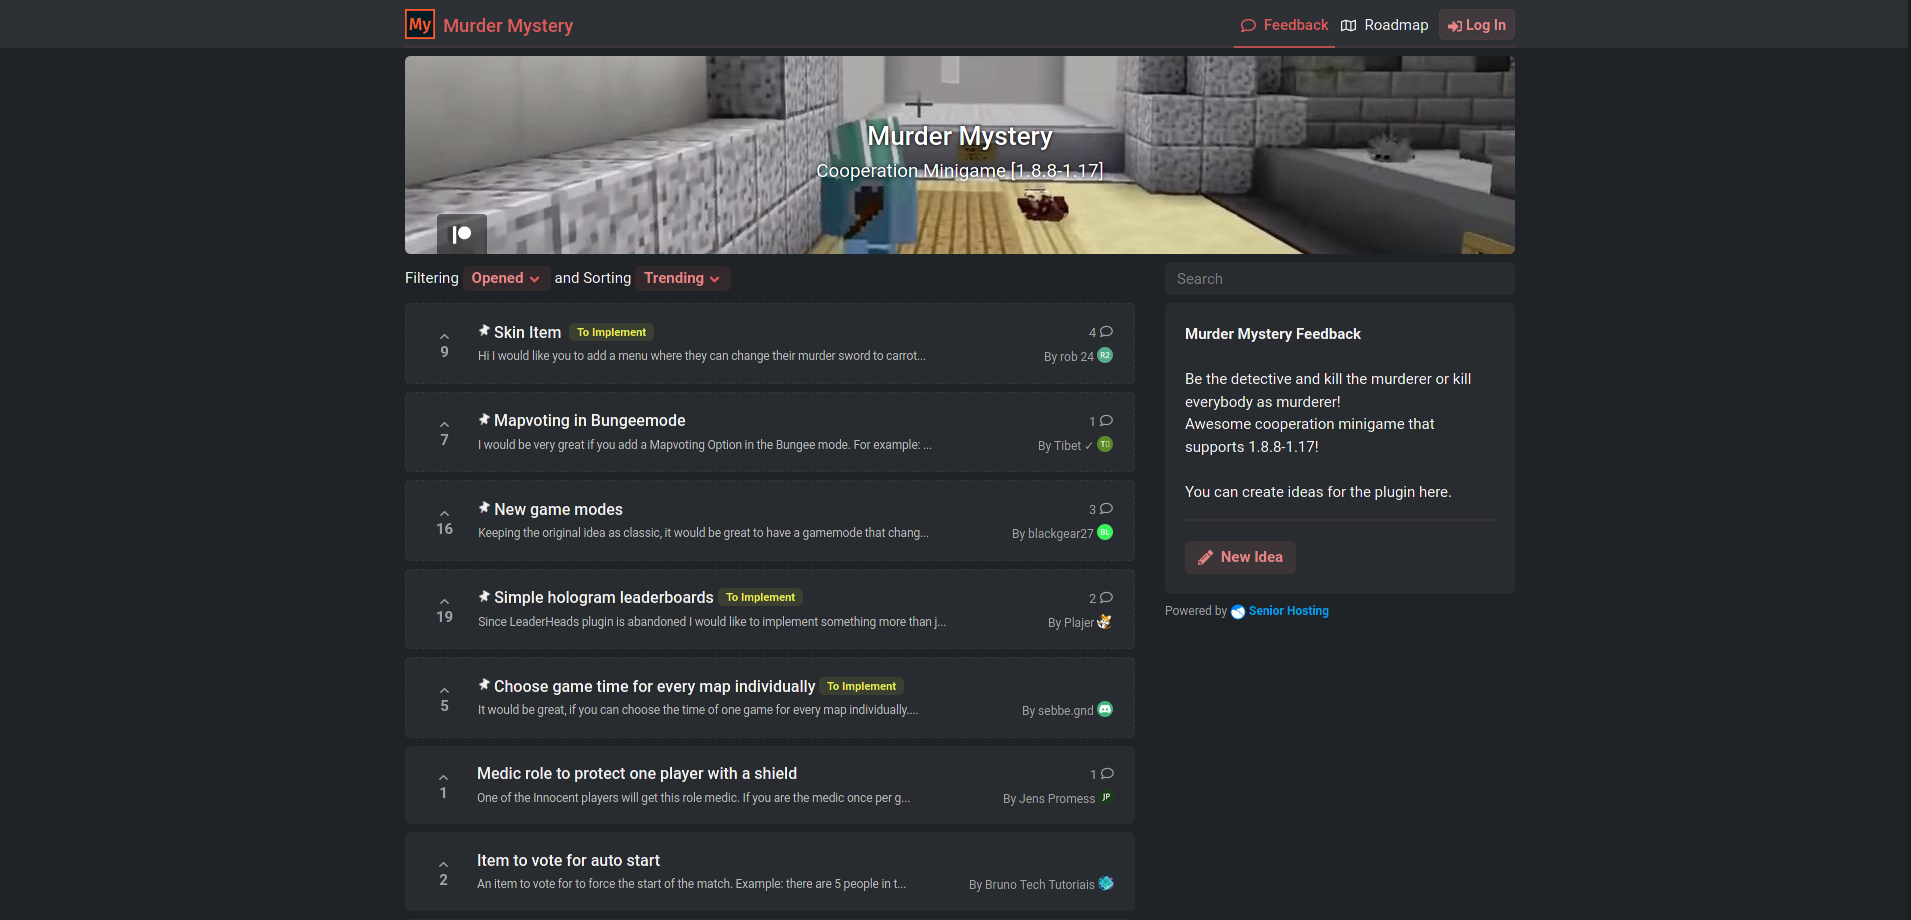 My Murder Mystery
Feedback Roadmap Log In
Murder Mystery
Cooperation Minigame [1.8.8-1.17]
Filtering Opened and Sorting Trending
Search
Skin Item To Implement 4
9
Hi I would like you to add a menu where they can change their murder sword to carrot...
By rob 24 R2
Mapvoting in Bungeemode 1
7
I would be very great if you add a Mapvoting Option in the Bungee mode. For example: ...
By Tibet ✓
New game modes 3
16
Keeping the original idea as classic, it would be great to have a gamemode that chang...
By blackgear27 BL
Simple hologram leaderboards To Implement 2
19
Since LeaderHeads plugin is abandoned I would like to implement something more than j...
By Plajer
Choose game time for every map individually To Implement
5
It would be great, if you can choose the time of one game for every map individually....
By sebbe.gnd
Medic role to protect one player with a shield 1
1
One of the Innocent players will get this role medic. If you are the medic once per g...
By Jens Promess JP
Item to vote for auto start
2
An item to vote for to force the start of the match. Example: there are 5 people in t...
By Bruno Tech Tutoriais
Murder Mystery Feedback
Be the detective and kill the murderer or kill
everybody as murderer!
Awesome cooperation minigame that
supports 1.8.8-1.17!
You can create ideas for the plugin here.
New Idea
Powered by Senior Hosting